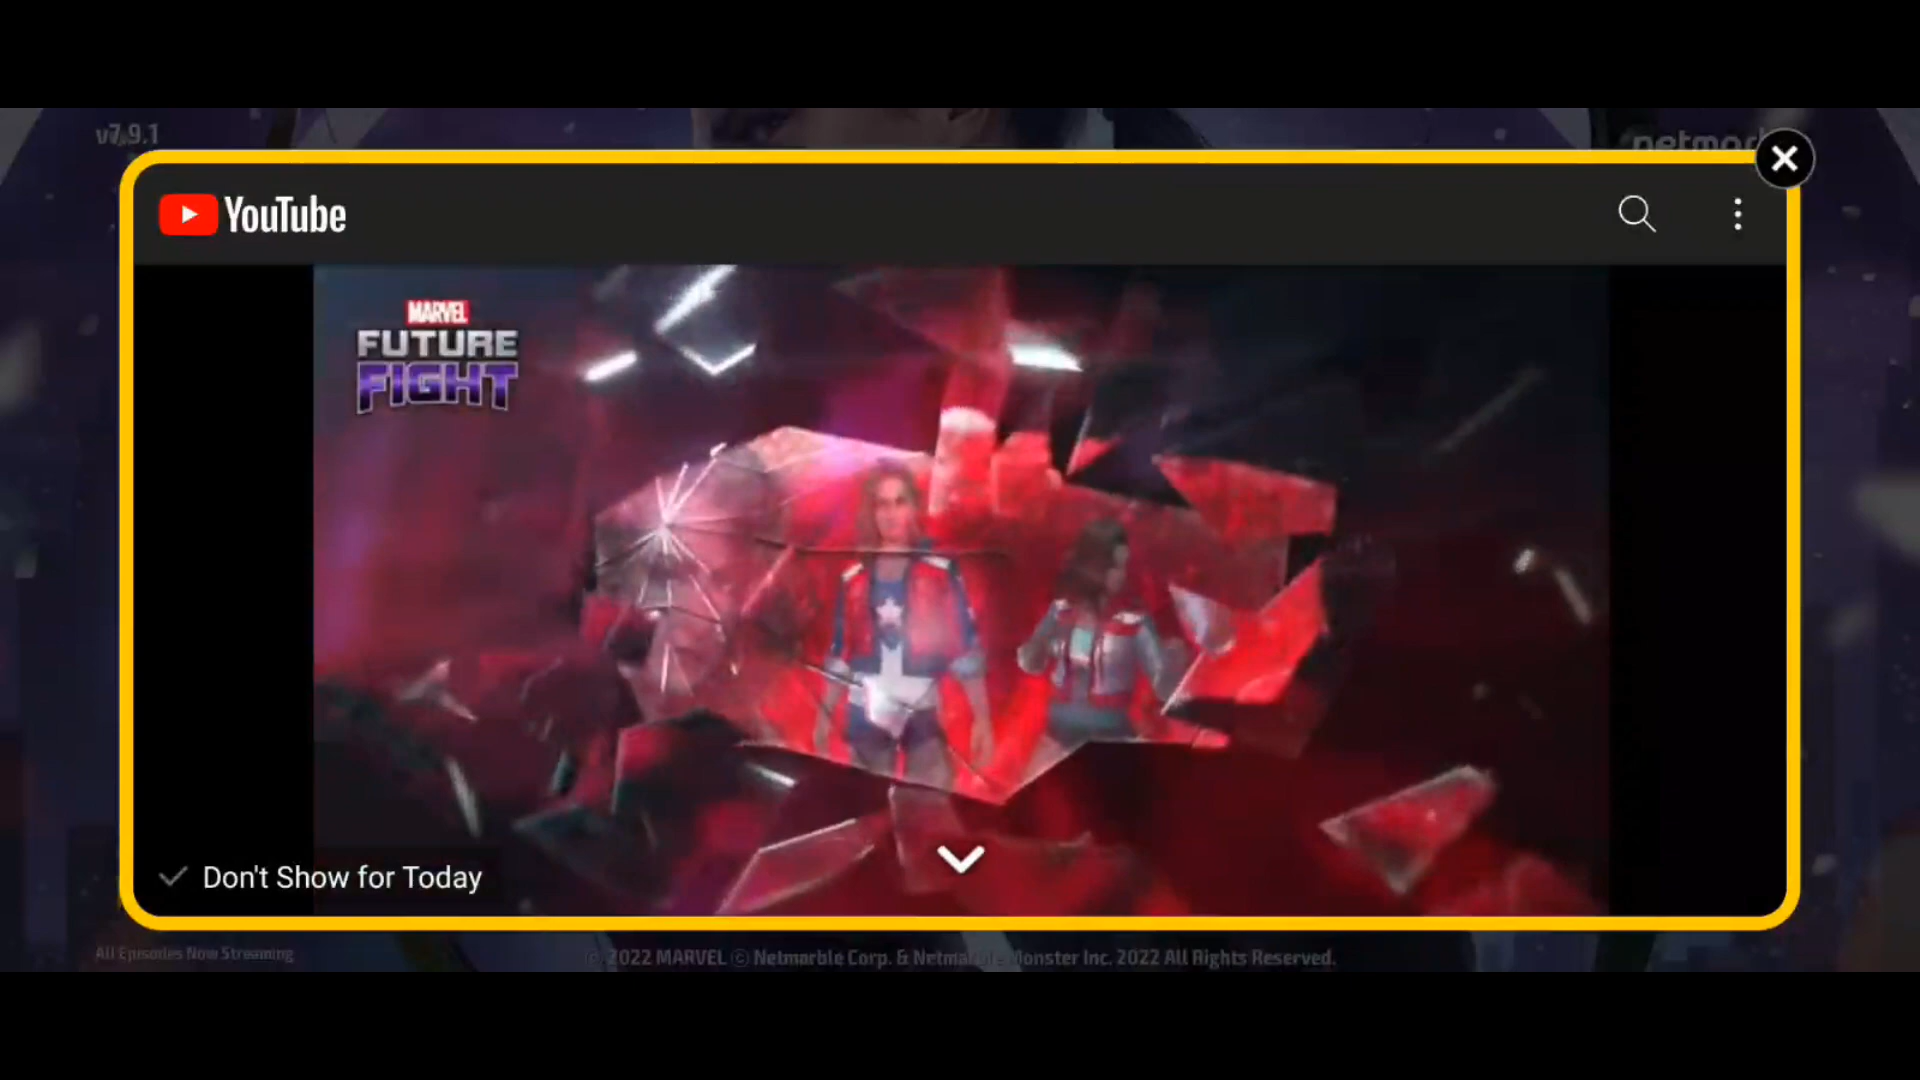 v7.9.1
netmar
YouTube
MARVEL
FUTURE
FIGHT
Don't Show for Today
All Episodes Now Streaming
© 2022 MARVEL ⓒ Netmarble Corp. & Netmarble Monster Inc. 2022 All Rights Reserved.